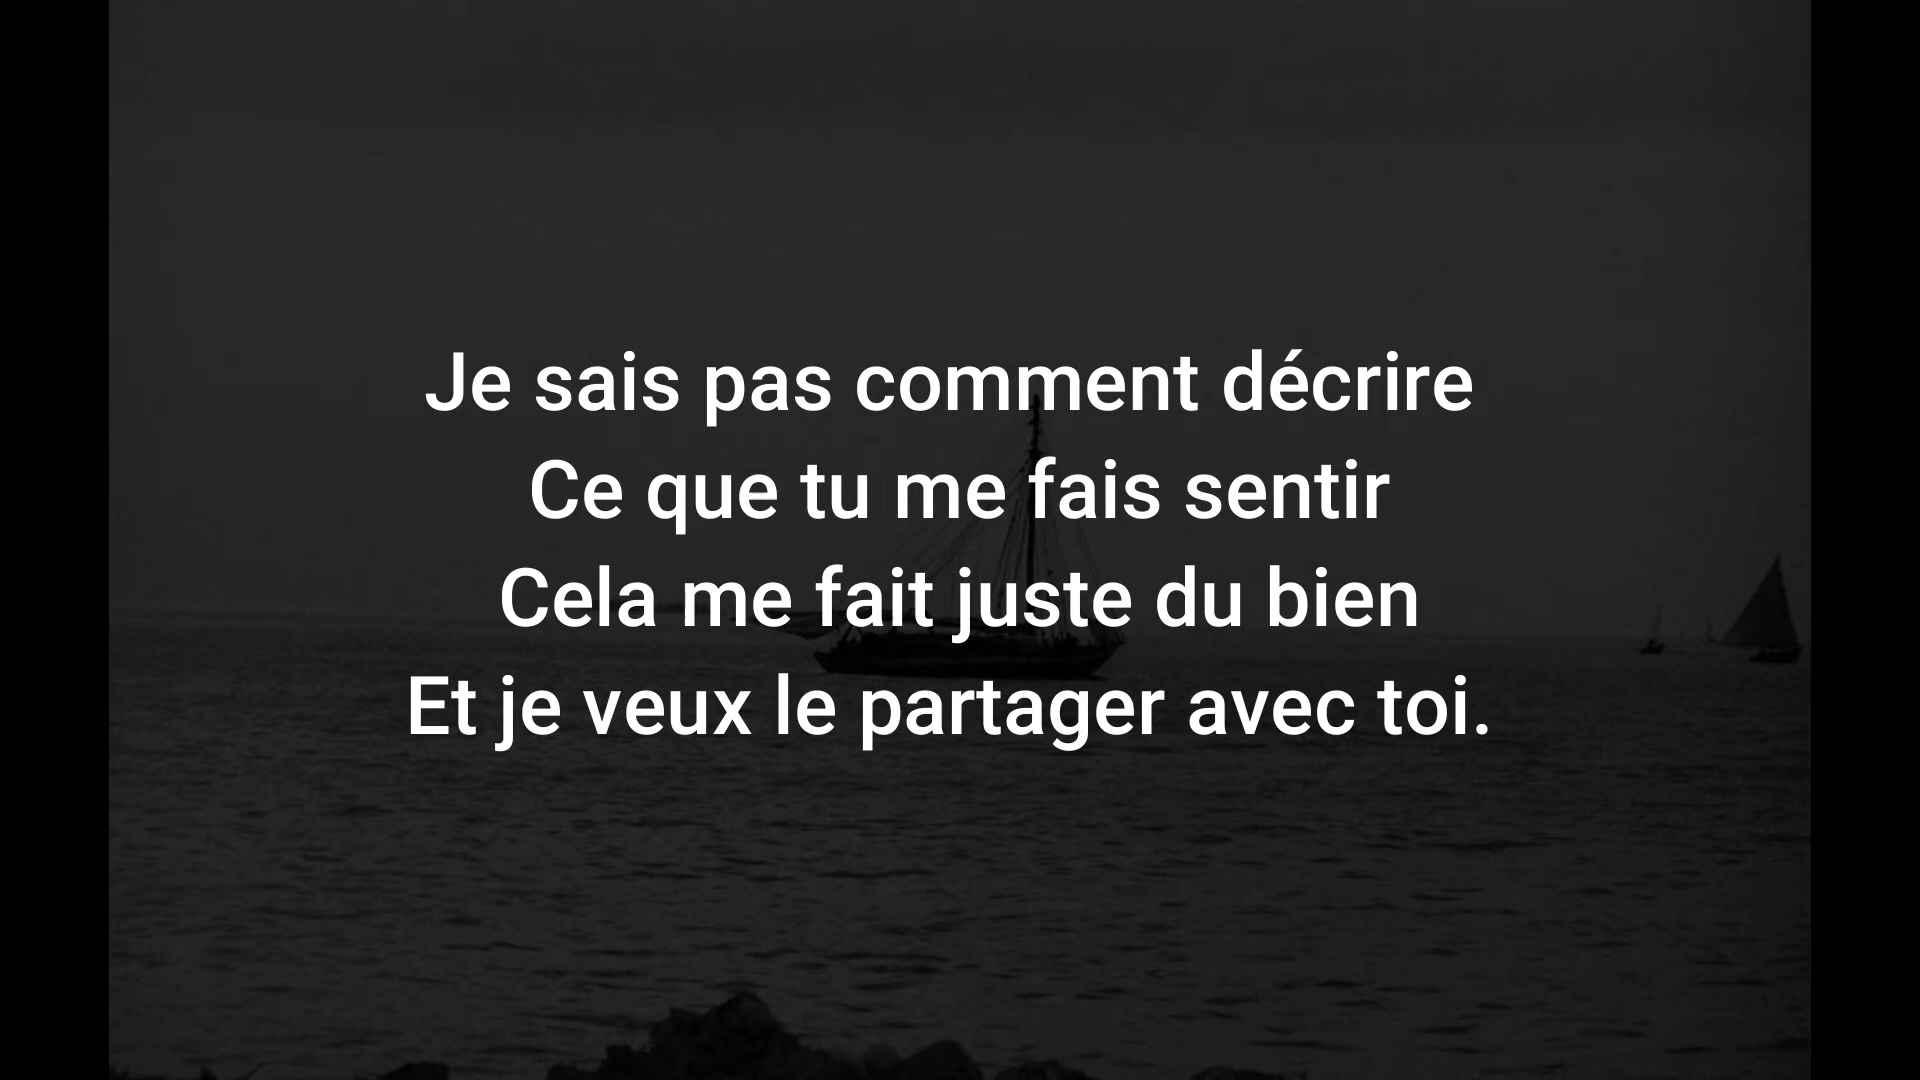 Je sais pas comment décrire
Ce que tu me fais sentir
Cela me fait juste du bien
Et je veux le partager avec toi.